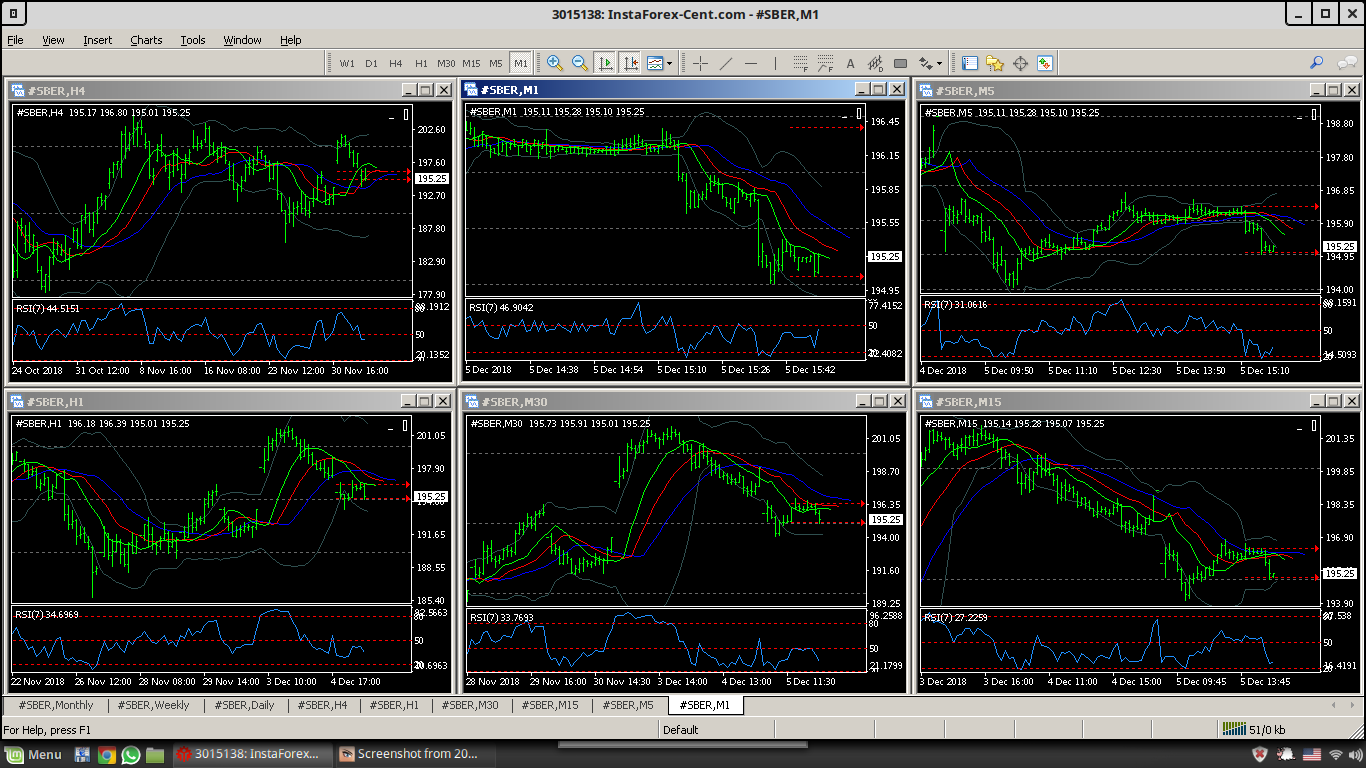 3015138: InstaForex-Cent.com - #SBER,M1
File View Insert Charts Tools Window Help
W1 D1 H4 H1 M30 M15 M5 M1
#SBER,H4
#SBER,H4 195.17 196.80 195.01 195.25
202.60
197.60
195.25
192.70
187.80
182.90
177.90
RSI(7) 44.5151
50
24 Oct 2018 31 Oct 12:00 8 Nov 16:00 16 Nov 08:00 23 Nov 12:00 30 Nov 16:00
#SBER,M1
#SBER,M1 195.11 195.28 195.10 195.25
196.45
196.15
195.85
195.55
195.25
194.95
RSI(7) 46.9042
77.4152
50
5 Dec 2018 5 Dec 14:38 5 Dec 14:54 5 Dec 15:10 5 Dec 15:26 5 Dec 15:42
#SBER,M5
#SBER,M5 195.11 195.28 195.10 195.25
198.80
197.80
196.85
195.90
195.25
194.95
194.00
RSI(7) 31.0616
50
4 Dec 2018 5 Dec 09:50 5 Dec 11:10 5 Dec 12:30 5 Dec 13:50 5 Dec 15:10
#SBER,H1
#SBER,H1 196.18 196.39 195.01 195.25
201.05
197.90
195.25
191.65
188.55
185.40
RSI(7) 34.6969
80
50
22 Nov 2018 26 Nov 12:00 28 Nov 08:00 29 Nov 14:00 3 Dec 10:00 4 Dec 17:00
#SBER,M30
#SBER,M30 195.73 195.91 195.01 195.25
201.05
198.70
196.35
195.25
194.00
191.60
189.25
RSI(7) 33.7693
96.2588
80
50
28 Nov 2018 29 Nov 16:00 30 Nov 14:30 3 Dec 14:00 4 Dec 13:00 5 Dec 11:30
#SBER,M15
#SBER,M15 195.14 195.28 195.07 195.25
201.35
199.85
198.35
196.90
195.25
193.90
RSI(7) 27.2259
50
3 Dec 2018 3 Dec 16:00 4 Dec 11:00 4 Dec 15:00 5 Dec 09:45 5 Dec 13:45
#SBER,Monthly #SBER,Weekly #SBER,Daily #SBER,H4 #SBER,H1 #SBER,M30 #SBER,M15 #SBER,M5 #SBER,M1
For Help, press F1 Default 51/0 kb
Menu 3015138: InstaForex... Screenshot from 20...